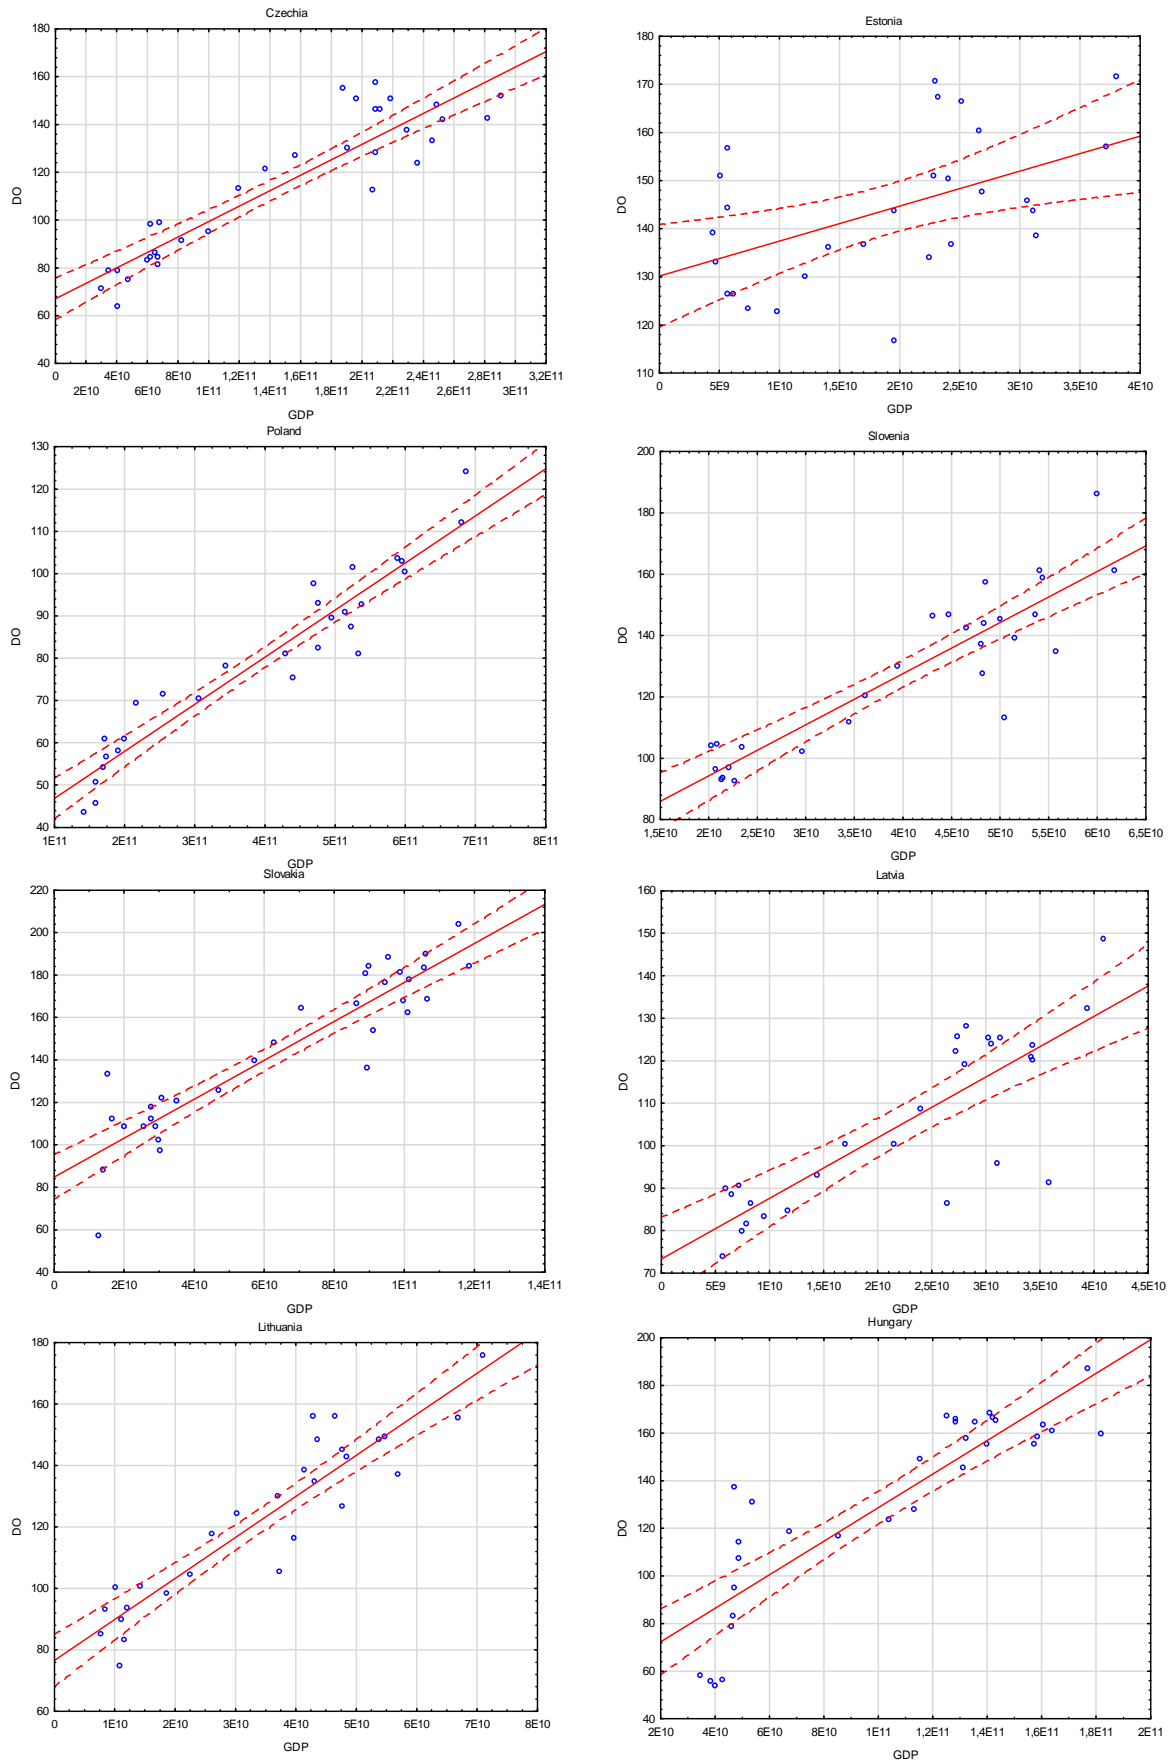 Czechia
180
160
140
120
100
80
60
40
DO
0 4E10 8E10 1,2E11 1,6E11 2E11 2,4E11 2,8E11 3,2E11
2E10 6E10 1E11 1,4E11 1,8E11 2,2E11 2,6E11 3E11
GDP
Estonia
180
170
160
150
140
130
120
110
DO
0 5E9 1E10 1,5E10 2E10 2,5E10 3E10 3,5E10 4E10
GDP
Poland
130
120
110
100
90
80
70
60
50
40
DO
1E11 2E11 3E11 4E11 5E11 6E11 7E11 8E11
GDP
Slovenia
200
180
160
140
120
100
80
DO
1,5E10 2E10 2,5E10 3E10 3,5E10 4E10 4,5E10 5E10 5,5E10 6E10 6,5E10
GDP
Slovakia
220
200
180
160
140
120
100
80
60
40
DO
0 2E10 4E10 6E10 8E10 1E11 1,2E11 1,4E11
GDP
Latvia
160
150
140
130
120
110
100
90
80
70
DO
0 5E9 1E10 1,5E10 2E10 2,5E10 3E10 3,5E10 4E10 4,5E10
GDP
Lithuania
180
160
140
120
100
80
60
DO
0 1E10 2E10 3E10 4E10 5E10 6E10 7E10 8E10
GDP
Hungary
200
180
160
140
120
100
80
60
40
DO
2E10 4E10 6E10 8E10 1E11 1,2E11 1,4E11 1,6E11 1,8E11 2E11
GDP